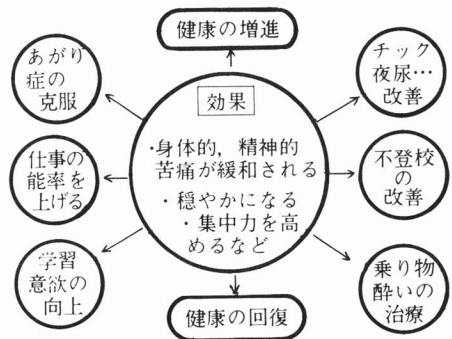 健康の増進
あがり
症の
克服
チック
夜尿…
改善
効果
・身体的，精神的
苦痛が緩和される
・穏やかになる
・集中力を高
めるなど
仕事の
能率を
上げる
不登校
の
改善
学習
意欲の
向上
乗り物
酔いの
治療
健康の回復